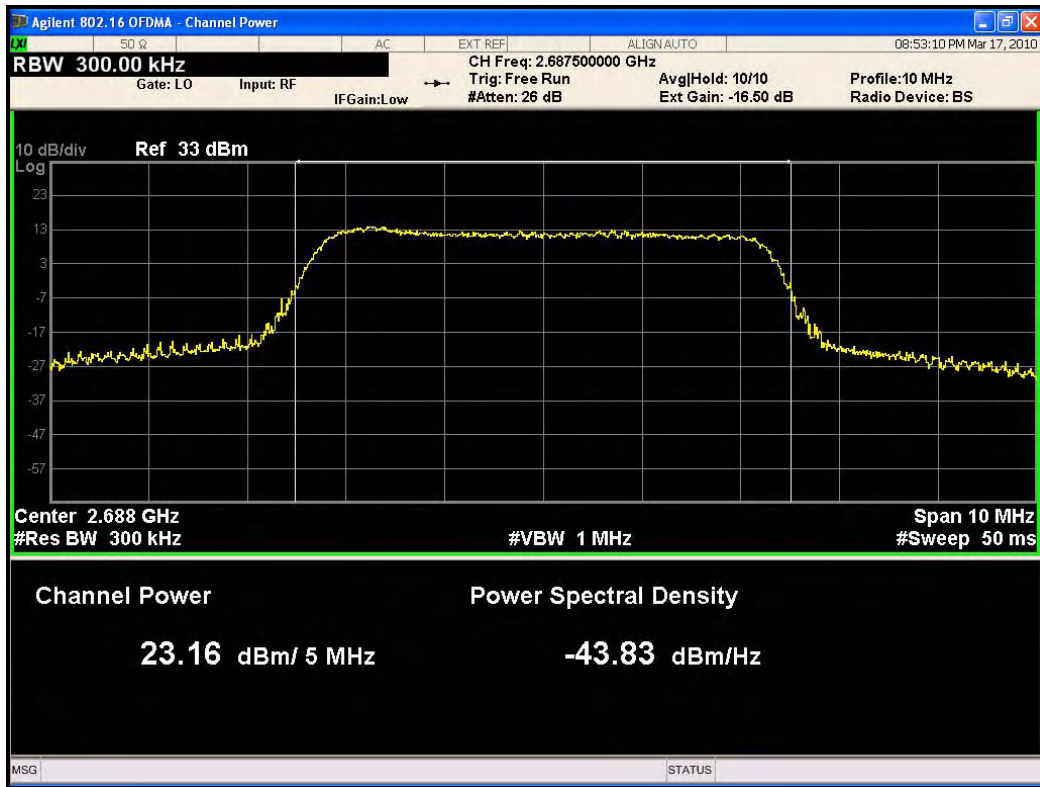 Agilent 802.16 OFDMA - Channel Power
LXI 50 Ω AC EXT REF ALIGN AUTO 08:53:10 PM Mar 17, 2010
RBW 300.00 kHz CH Freq: 2.687500000 GHz
Gate: LO Input: RF Trig: Free Run Avg|Hold: 10/10 Profile:10 MHz
IFGain:Low #Atten: 26 dB Ext Gain: -16.50 dB Radio Device: BS
10 dB/div Ref 33 dBm
Log
23
13
3
-7
-17
-27
-37
-47
-57
Center 2.688 GHz Span 10 MHz
#Res BW 300 kHz #VBW 1 MHz #Sweep 50 ms
Channel Power Power Spectral Density
23.16 dBm/ 5 MHz -43.83 dBm/Hz
MSG STATUS